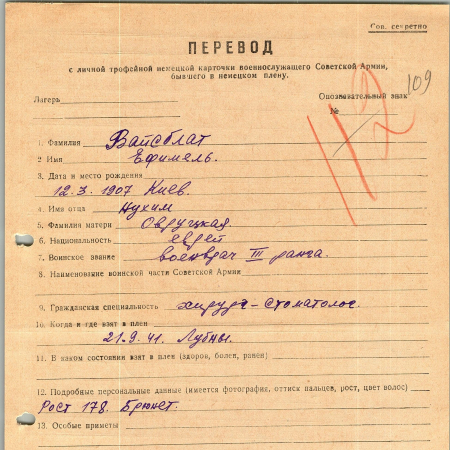 Сов. секретно
ПЕРЕВОД
с личной трофейной немецкой карточки военнослужащего Советской Армии,
бывшего в немецком плену.
109
Лагерь
Опознавательный знак
№
112
1. Фамилия Вайсблат
2 Имя Ефимель.
3. Дата и место рождения
12.3.1907 Киев.
4. Имя отца Нухим
5. Фамилия матери Овруцкая.
6. Национальность еврей
7. Воинское звание военврач III ранга.
8. Наименование воинской части Советской Армии
9. Гражданская специальность хирург-стоматолог.
10. Когда и где взят в плен
21.9.41. Лубны.
11. В каком состоянии взят в плен (здоров, болен, ранен)
12. Подробные персональные данные (имеется фотография, оттиск пальцев, рост, цвет волос)
Рост 178. Брюнет.
13. Особые приметы